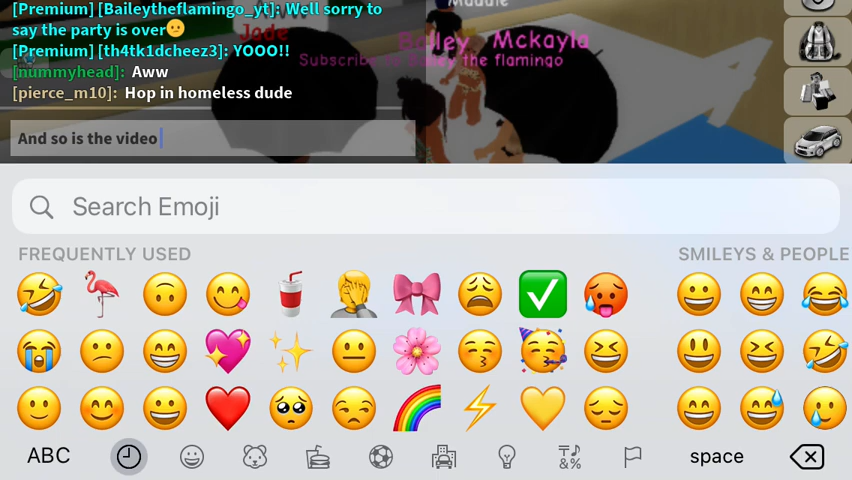 [Premium] [Baileytheflamingo_yt]: Well sorry to
say the party is over😕
Maddie
Jade
[Premium] [th4tk1dcheez3]: YOOO!!
Bailey Mckayla
Subscribe to Bailey the flamingo
[nummyhead]: Aww
[pierce_m10]: Hop in homeless dude
And so is the video
Search Emoji
FREQUENTLY USED
SMILEYS & PEOPLE
ABC
&%
space